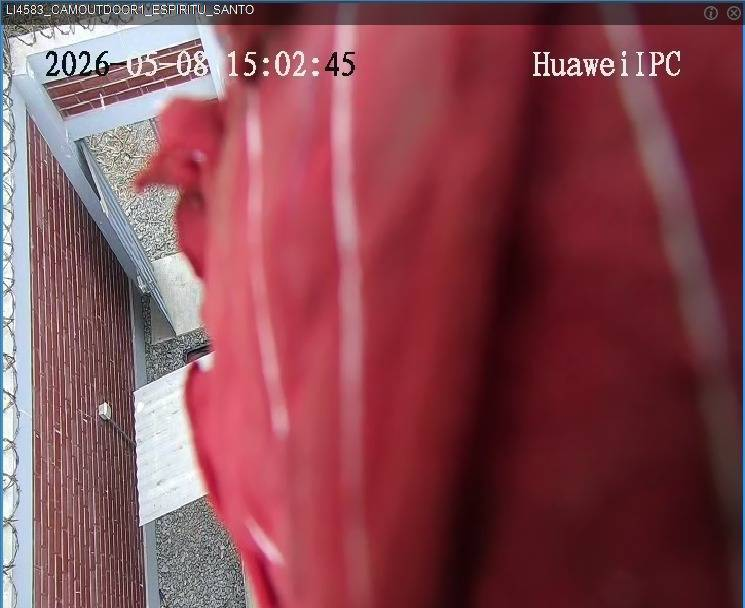 LI4583_CAMOUTDOOR1_ESPIRITU_SANTO
2026-05-08 15:02:45
HuaweiIPC